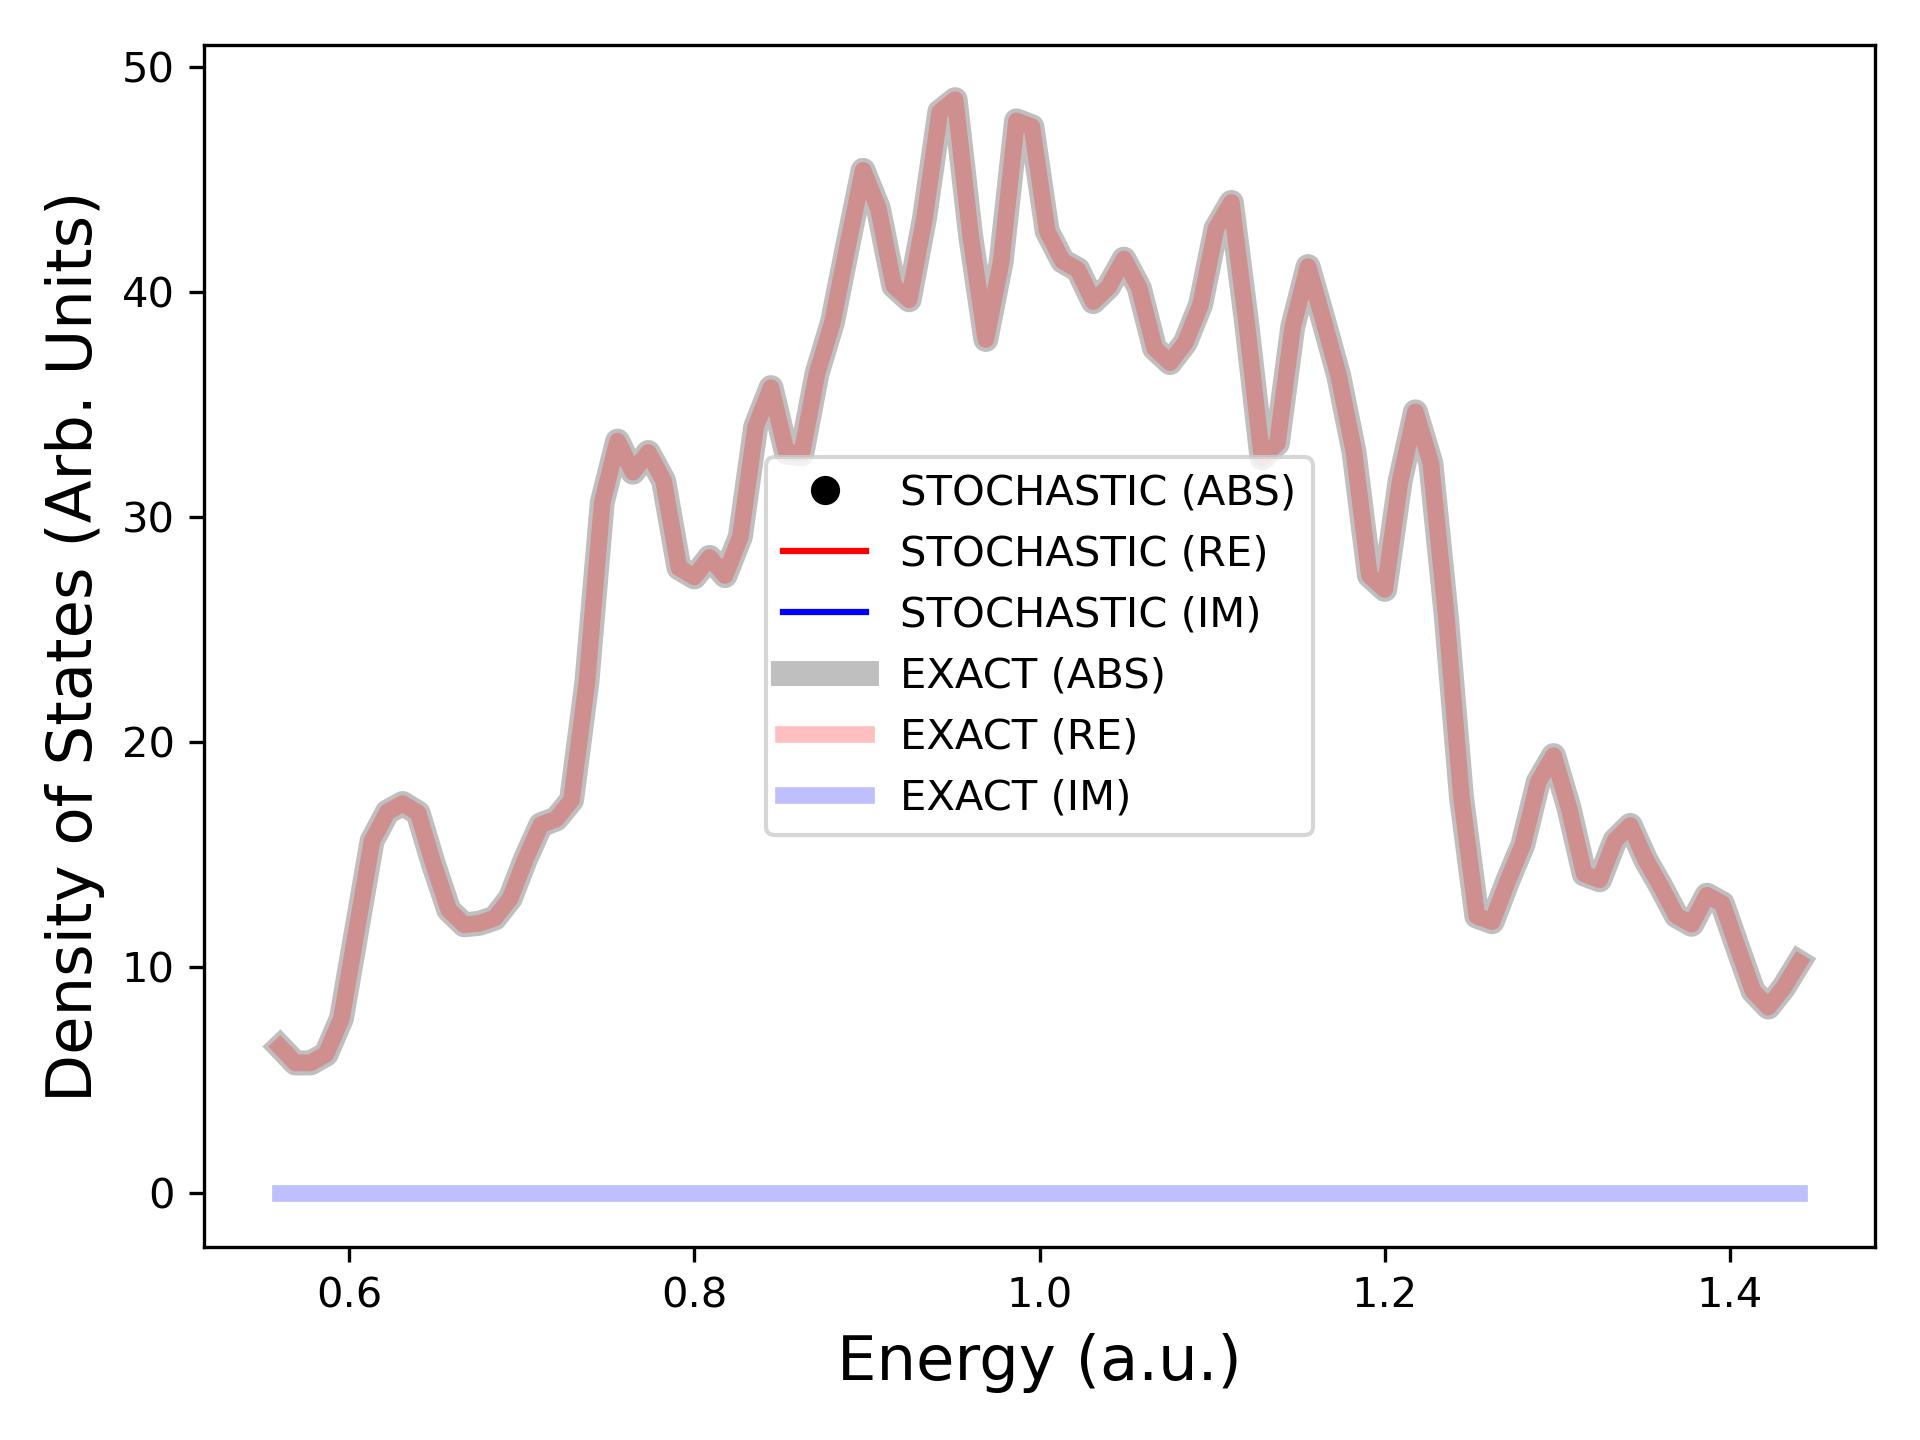 Density of States (Arb. Units)
50
40
30
20
10
0
STOCHASTIC (ABS)
STOCHASTIC (RE)
STOCHASTIC (IM)
EXACT (ABS)
EXACT (RE)
EXACT (IM)
0.6 0.8 1.0 1.2 1.4
Energy (a.u.)